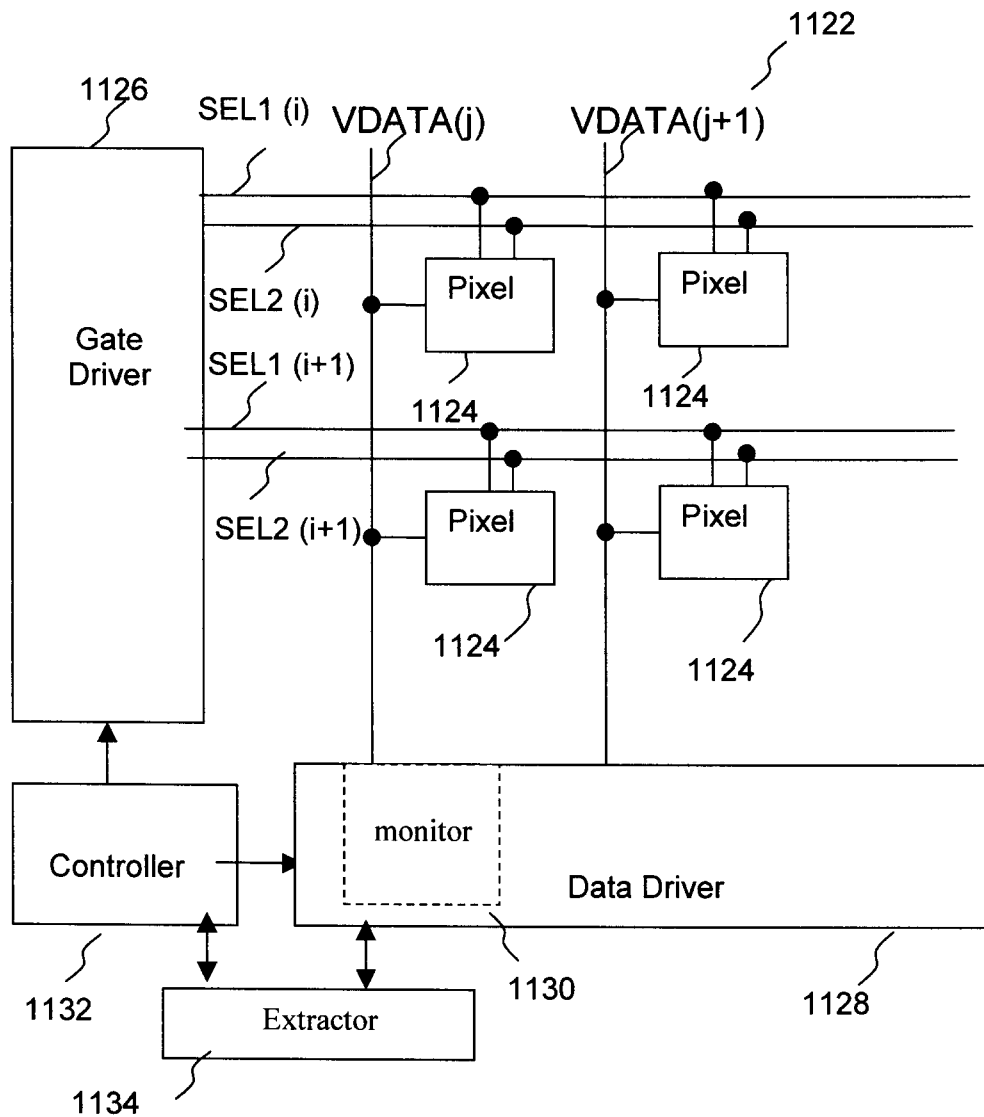 1122
1126
SEL1 (i)
VDATA(j)
VDATA(j+1)
Pixel
Pixel
SEL2 (i)
Gate
Driver
SEL1 (i+1)
1124
1124
Pixel
Pixel
SEL2 (i+1)
1124
1124
monitor
Controller
Data Driver
1130
1128
1132
Extractor
1134